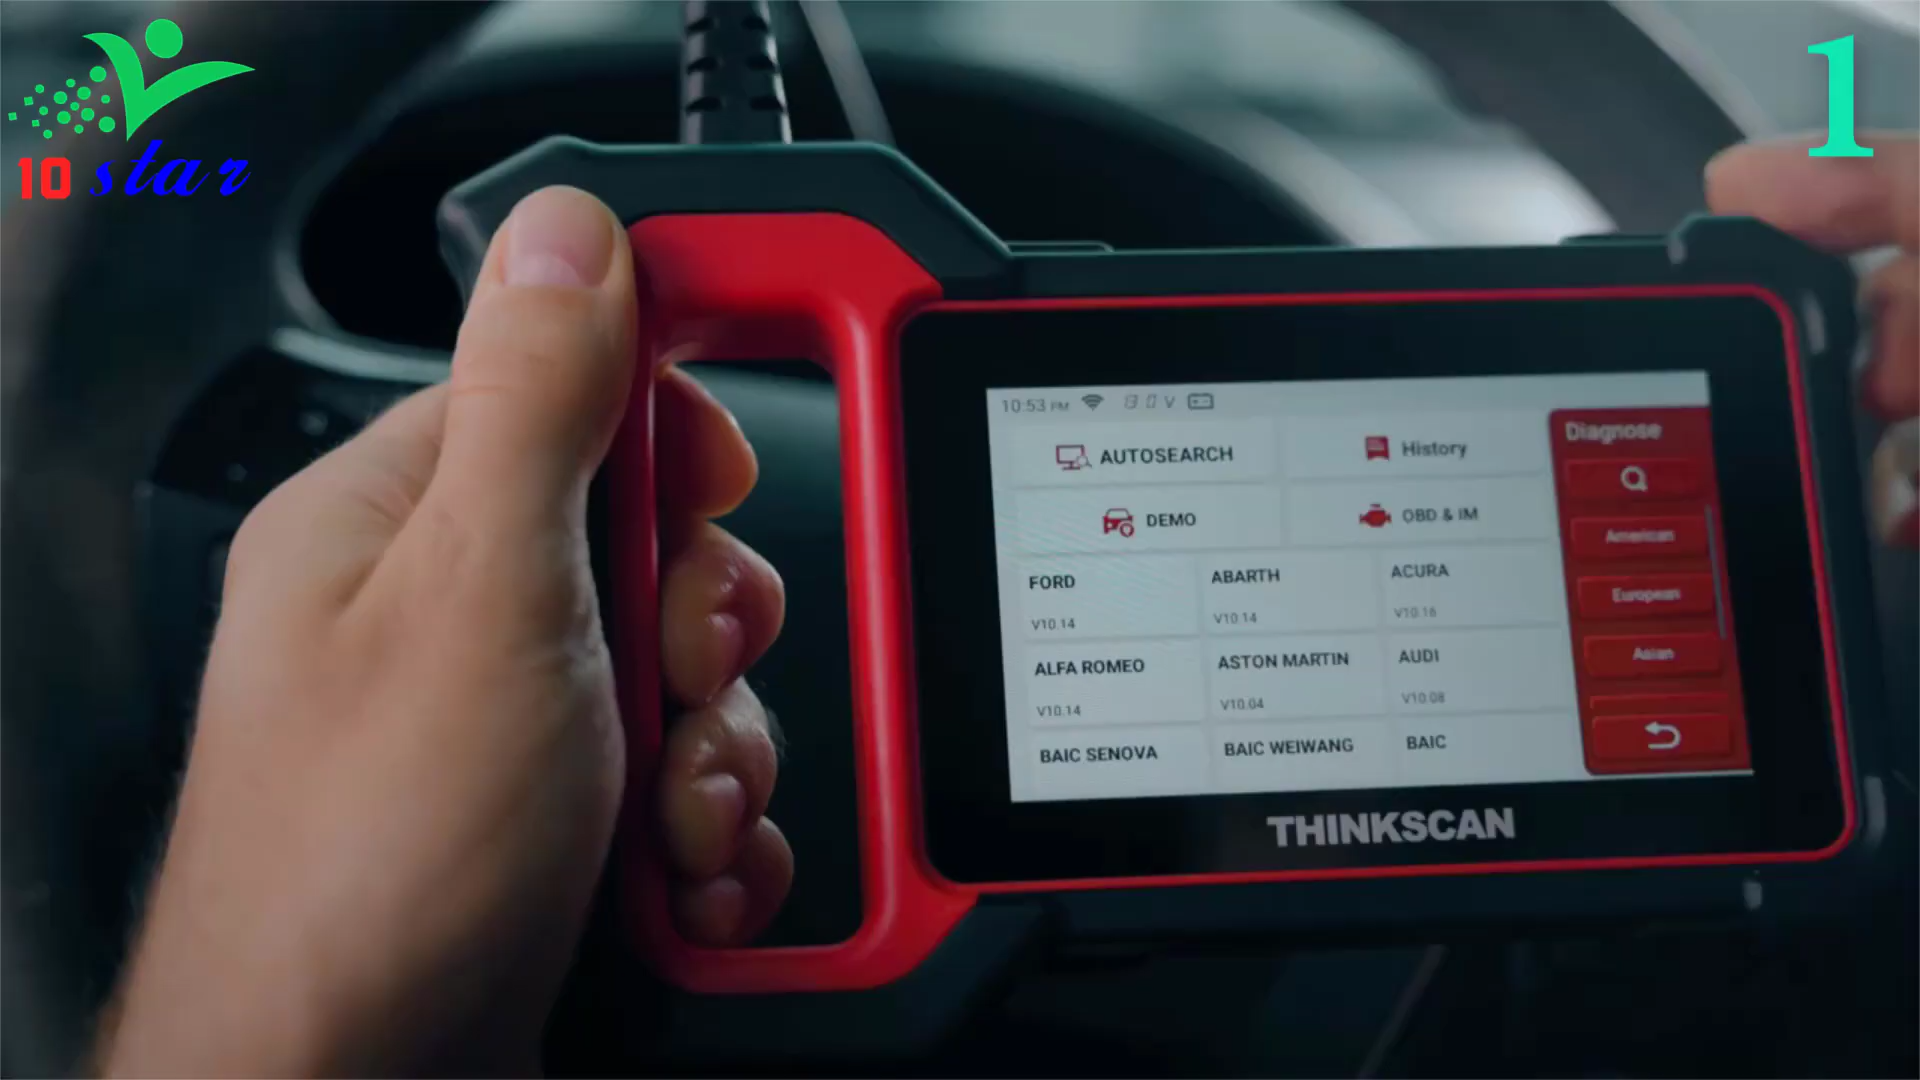 10 star
1
10:53 PM
AUTOSEARCH
History
DEMO
OBD & IM
FORD
V10.14
ABARTH
V10.14
ACURA
V10.16
ALFA ROMEO
V10.14
ASTON MARTIN
V10.04
AUDI
V10.08
BAIC SENOVA
BAIC WEIWANG
BAIC
Diagnose
American
European
Asian
THINKSCAN